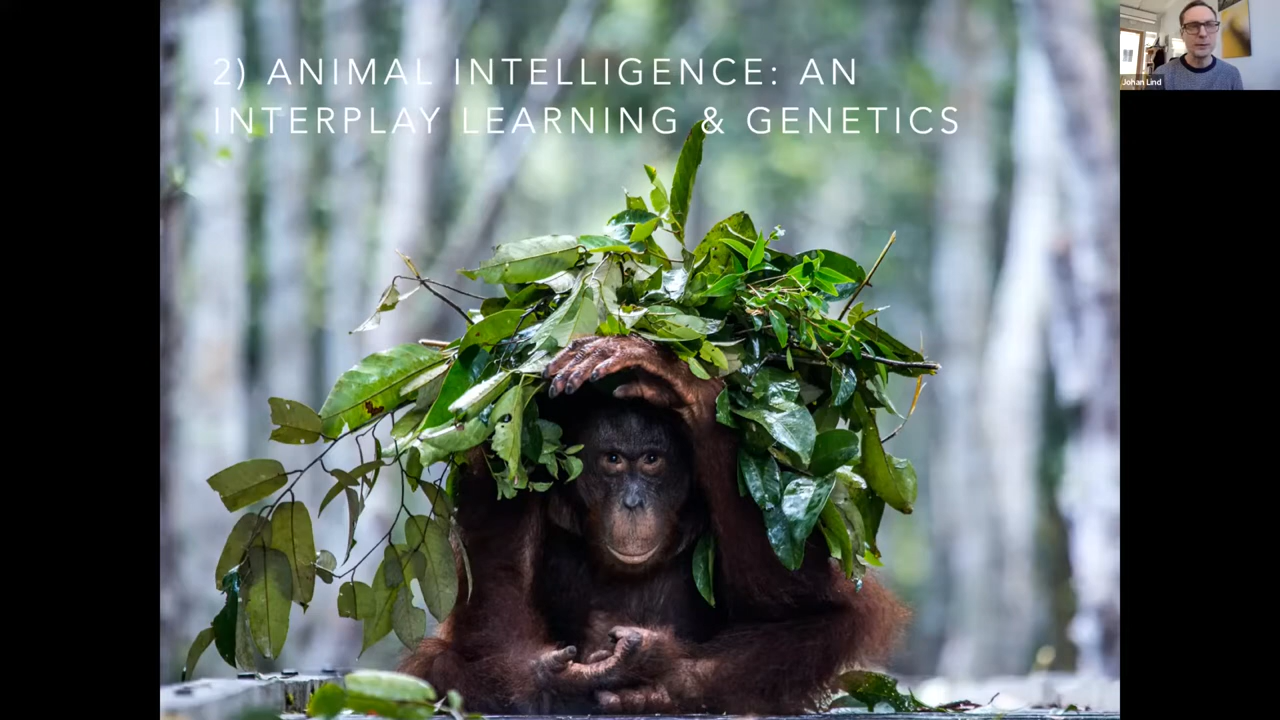 2) ANIMAL INTELLIGENCE: AN
INTERPLAY LEARNING & GENETICS
Johan Lind